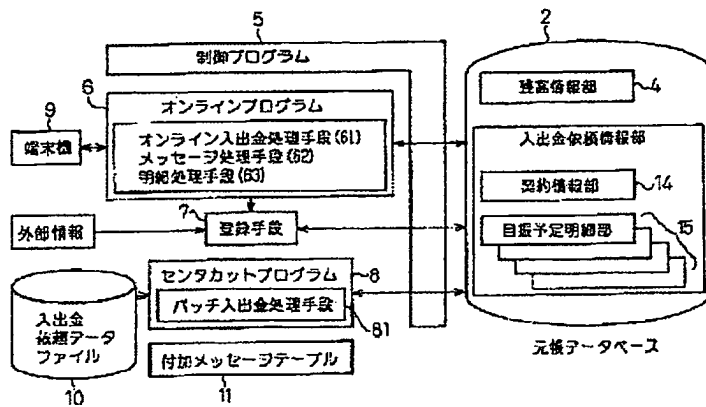 5
制御プログラム
2
残高情報部
4
6
オンラインプログラム
9
端末機
オンライン入出金処理手段(61)
メッセージ処理手段(62)
明細処理手段(63)
入出金依頼情報部
契約情報部
14
7
外部情報
登録手段
自振予定明細部
15
センタカットプログラム
8
バッチ入出金処理手段
81
入出金
依頼データ
ファイル
10
付加メッセージテーブル
11
元帳データベース